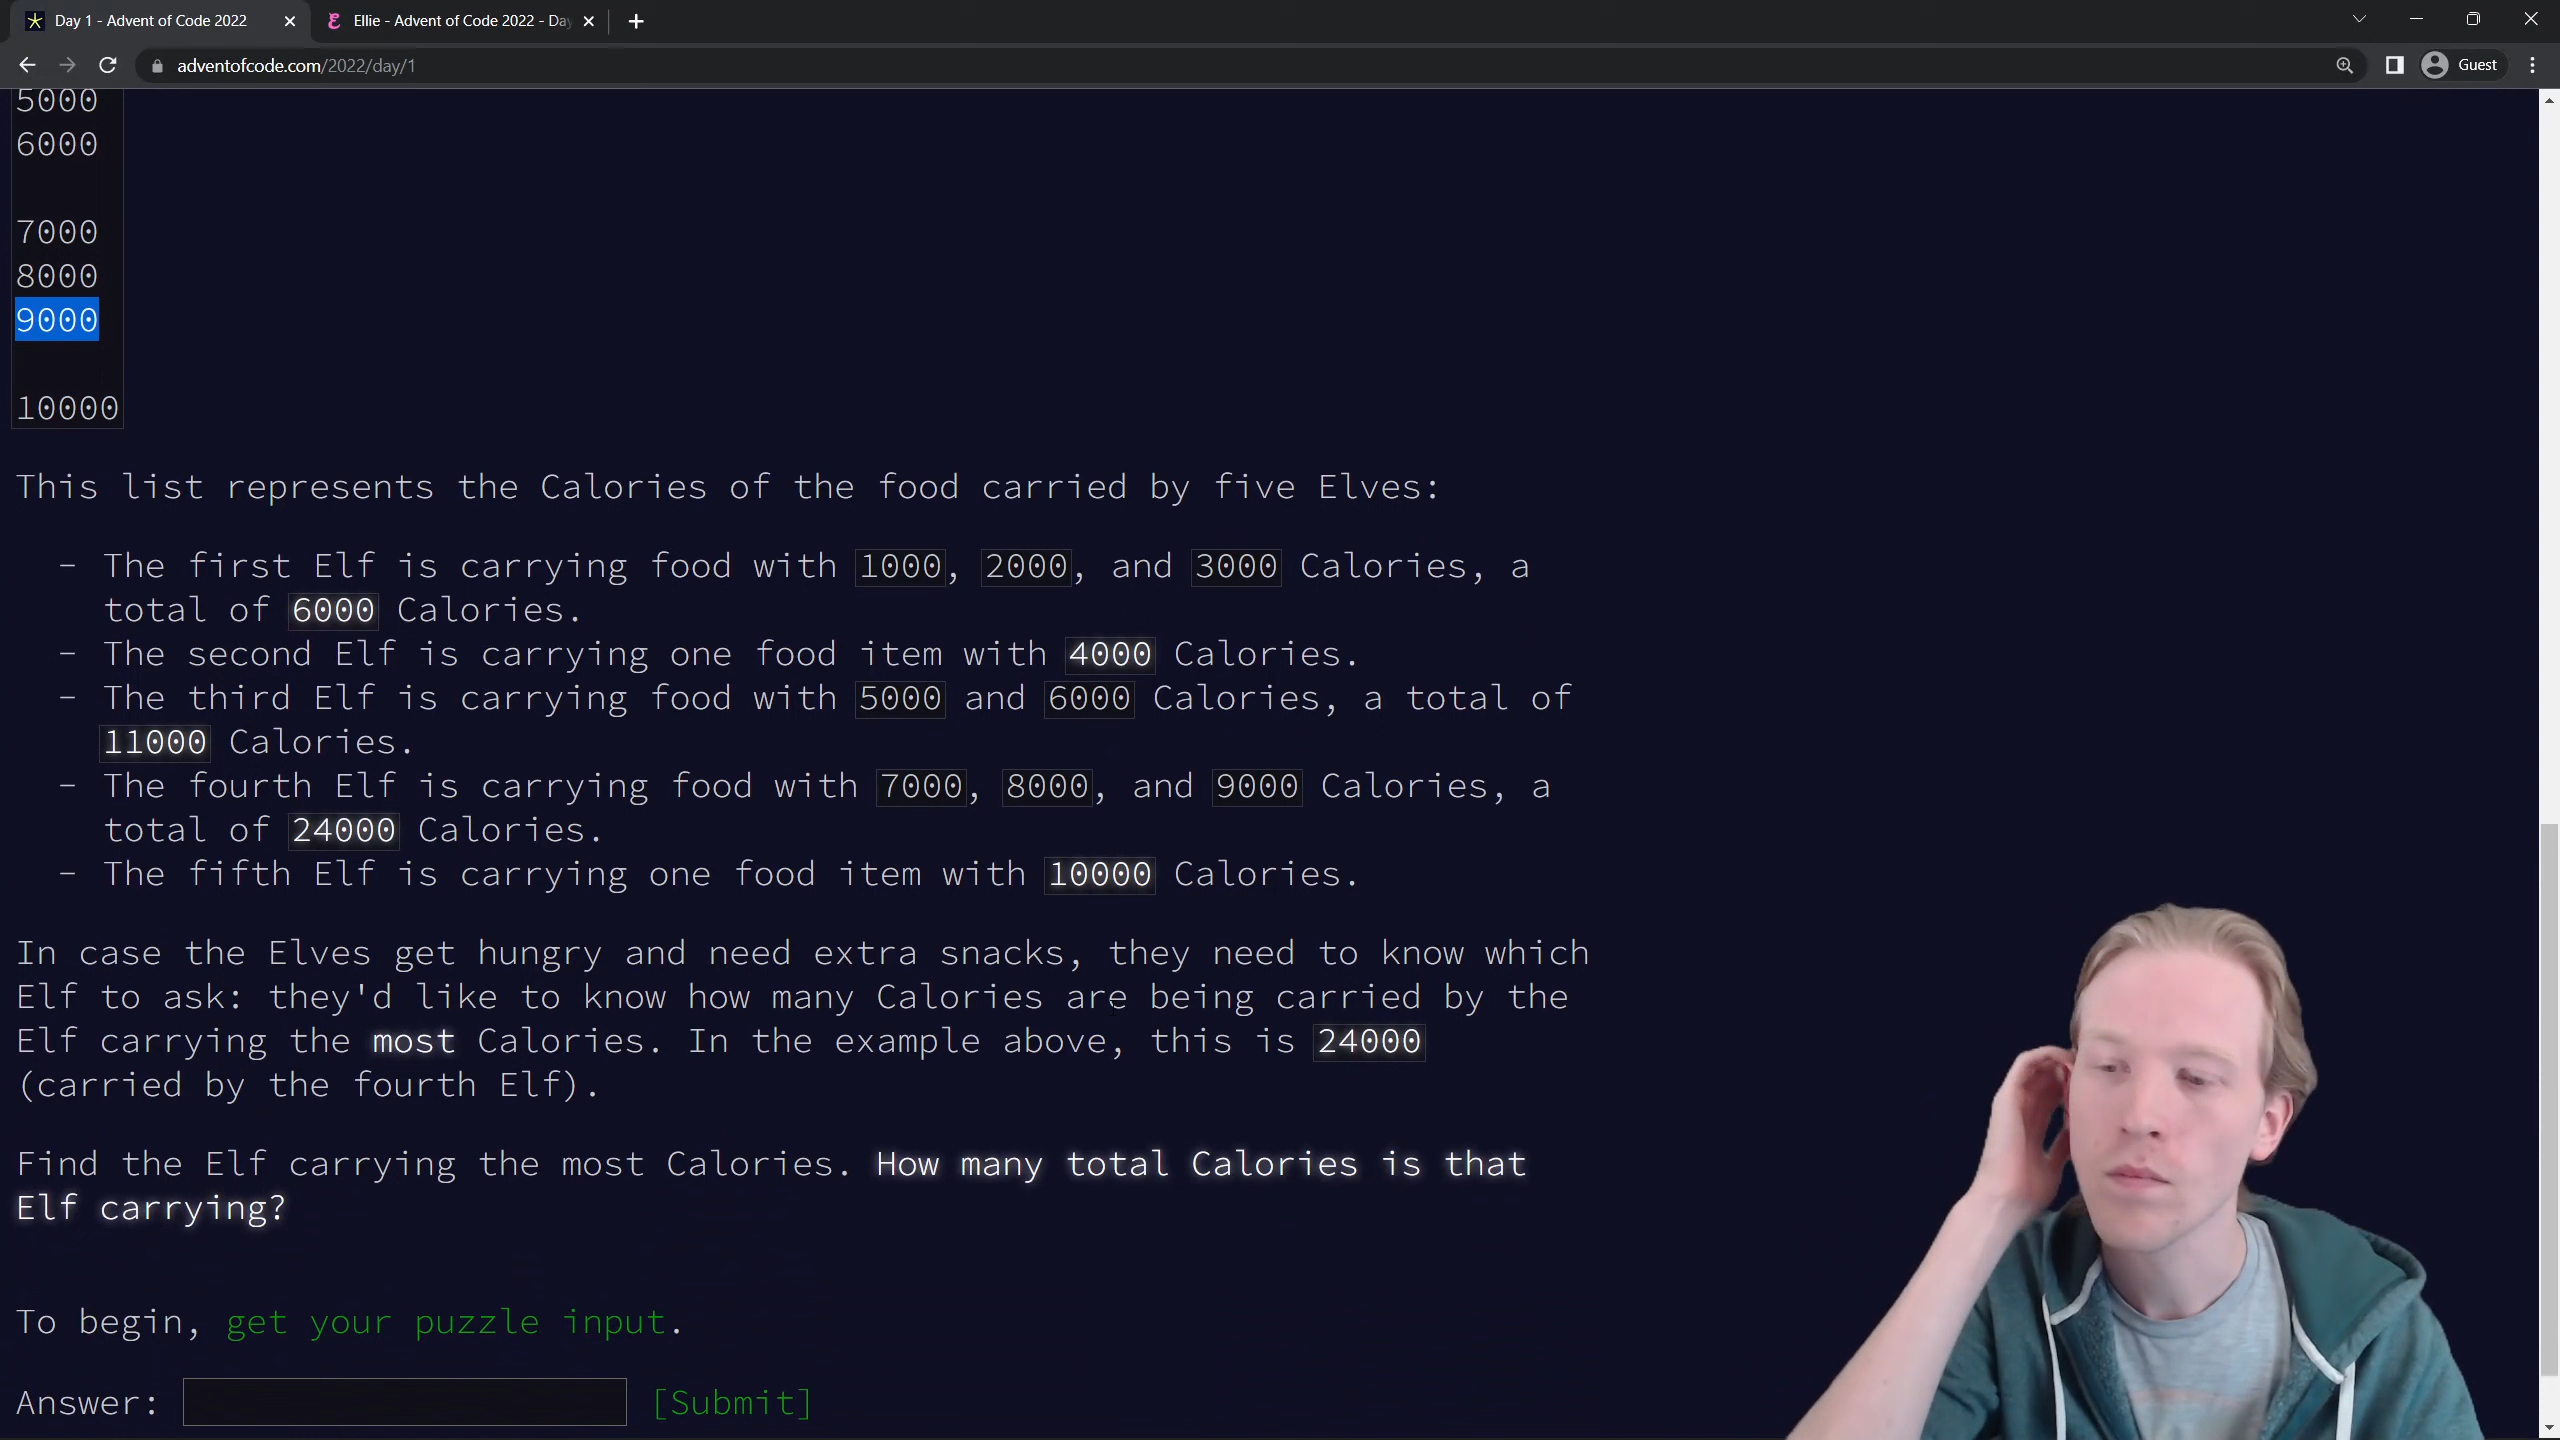 Day 1 - Advent of Code 2022
Ellie - Advent of Code 2022 - Da
adventofcode.com/2022/day/1
Guest
5000
6000
7000
8000
9000
10000
This list represents the Calories of the food carried by five Elves:
- The first Elf is carrying food with 1000, 2000, and 3000 Calories, a
total of 6000 Calories.
- The second Elf is carrying one food item with 4000 Calories.
- The third Elf is carrying food with 5000 and 6000 Calories, a total of
11000 Calories.
- The fourth Elf is carrying food with 7000, 8000, and 9000 Calories, a
total of 24000 Calories.
- The fifth Elf is carrying one food item with 10000 Calories.
In case the Elves get hungry and need extra snacks, they need to know which
Elf to ask: they'd like to know how many Calories are being carried by the
Elf carrying the most Calories. In the example above, this is 24000
(carried by the fourth Elf).
Find the Elf carrying the most Calories. How many total Calories is that
Elf carrying?
To begin, get your puzzle input.
Answer: [Submit]